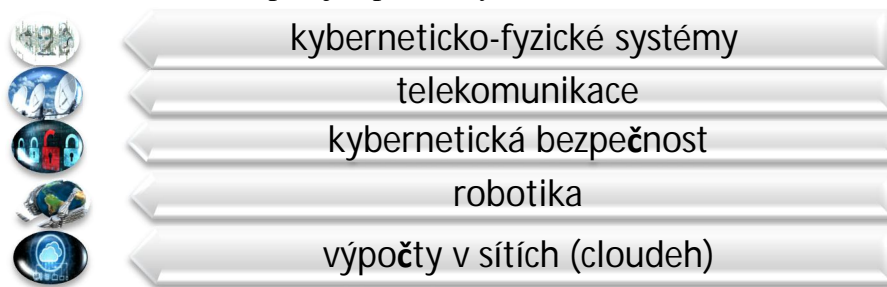 kyberneticko-fyzické systémy
telekomunikace
kybernetická bezpečnost
robotika
výpočty v sítích (cloudeh)